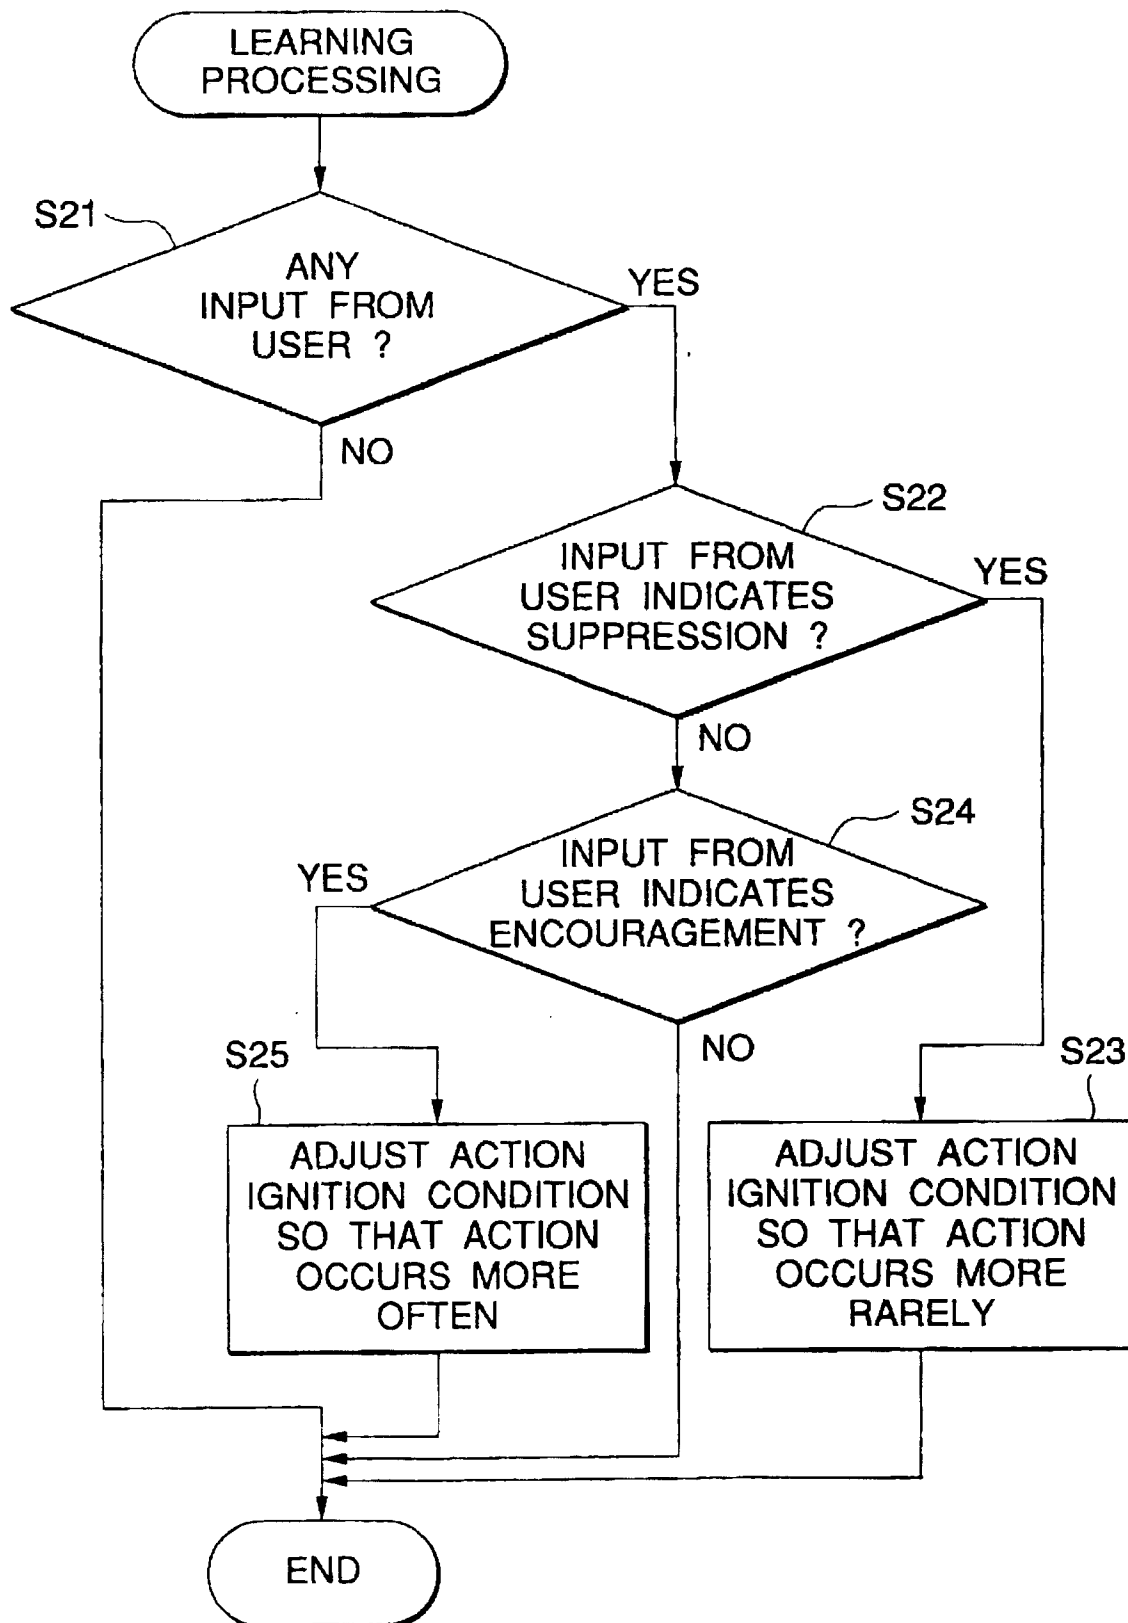 LEARNING
PROCESSING
S21
ANY
INPUT FROM
USER ?
YES
NO
S22
INPUT FROM
USER INDICATES
SUPPRESSION ?
YES
NO
S24
INPUT FROM
USER INDICATES
ENCOURAGEMENT ?
YES
NO
S25
ADJUST ACTION
IGNITION CONDITION
SO THAT ACTION
OCCURS MORE
OFTEN
S23
ADJUST ACTION
IGNITION CONDITION
SO THAT ACTION
OCCURS MORE
RARELY
END